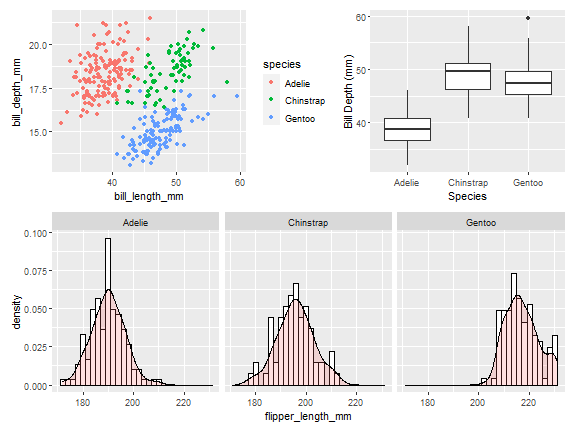 bill_depth_mm
20.0
17.5
15.0
40
50
60
bill_length_mm
species
Adelie
Chinstrap
Gentoo
Bill Depth (mm)
60
50
40
Adelie Chinstrap Gentoo
Species
Adelie Chinstrap Gentoo
density
0.100
0.075
0.050
0.025
0.000
180 200 220 180 200 220 180 200 220
flipper_length_mm